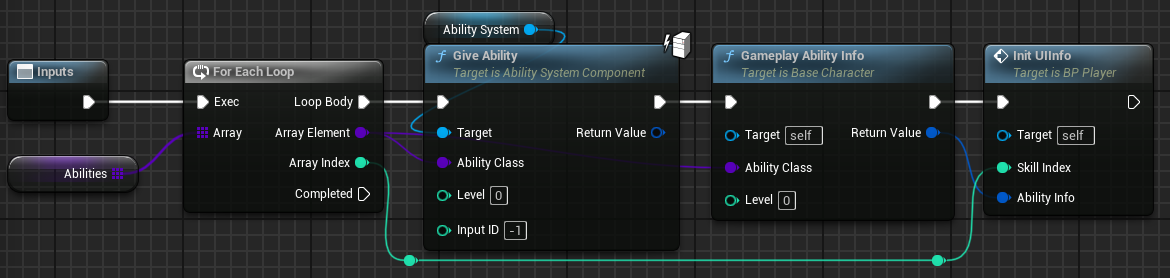 Ability System
Inputs
Abilities
For Each Loop
Exec
Loop Body
Array
Array Element
Array Index
Completed
Give Ability
Target is Ability System Component
Target
Return Value
Ability Class
Level 0
Input ID -1
Gameplay Ability Info
Target is Base Character
Target self
Return Value
Ability Class
Level 0
Init UIInfo
Target is BP Player
Target self
Skill Index
Ability Info